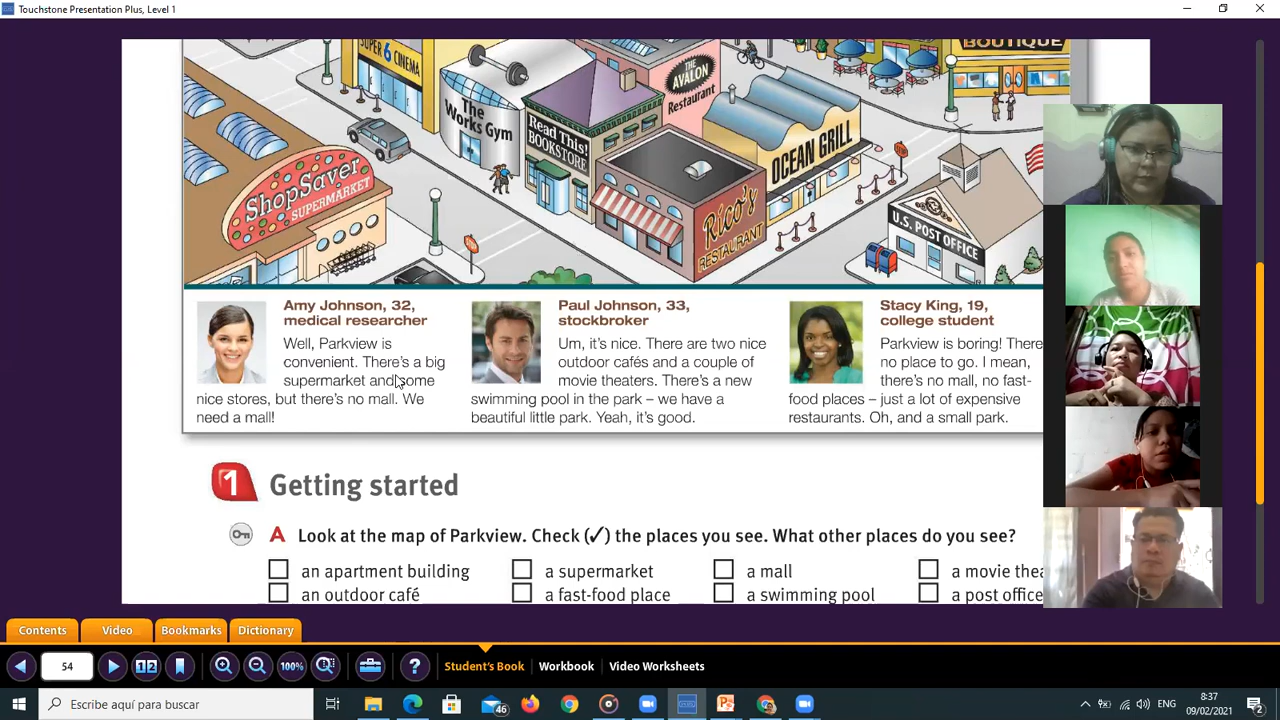 Touchstone Presentation Plus, Level 1
SUPER 6 CINEMA
The Works Gym
Read This! BOOKSTORE
THE AVALON Restaurant
BOUTIQUE
OCEAN GRILL
ShopSaver SUPERMARKET
Rico's RESTAURANT
U.S. POST OFFICE
STOP
Amy Johnson, 32,
medical researcher
Well, Parkview is
convenient. There's a big
supermarket and some
nice stores, but there's no mall. We
need a mall!
Paul Johnson, 33,
stockbroker
Um, it's nice. There are two nice
outdoor cafés and a couple of
movie theaters. There's a new
swimming pool in the park – we have a
beautiful little park. Yeah, it's good.
Stacy King, 19,
college student
Parkview is boring! There
no place to go. I mean,
there's no mall, no fast-
food places – just a lot of expensive
restaurants. Oh, and a small park.
1 Getting started
A Look at the map of Parkview. Check (✓) the places you see. What other places do you see?
an apartment building a supermarket a mall a movie thea
an outdoor café a fast-food place a swimming pool a post office
Contents Video Bookmarks Dictionary
54 12 100% ? Student's Book Workbook Video Worksheets
Escribe aquí para buscar 46 ENG 8:37
09/02/2021 2